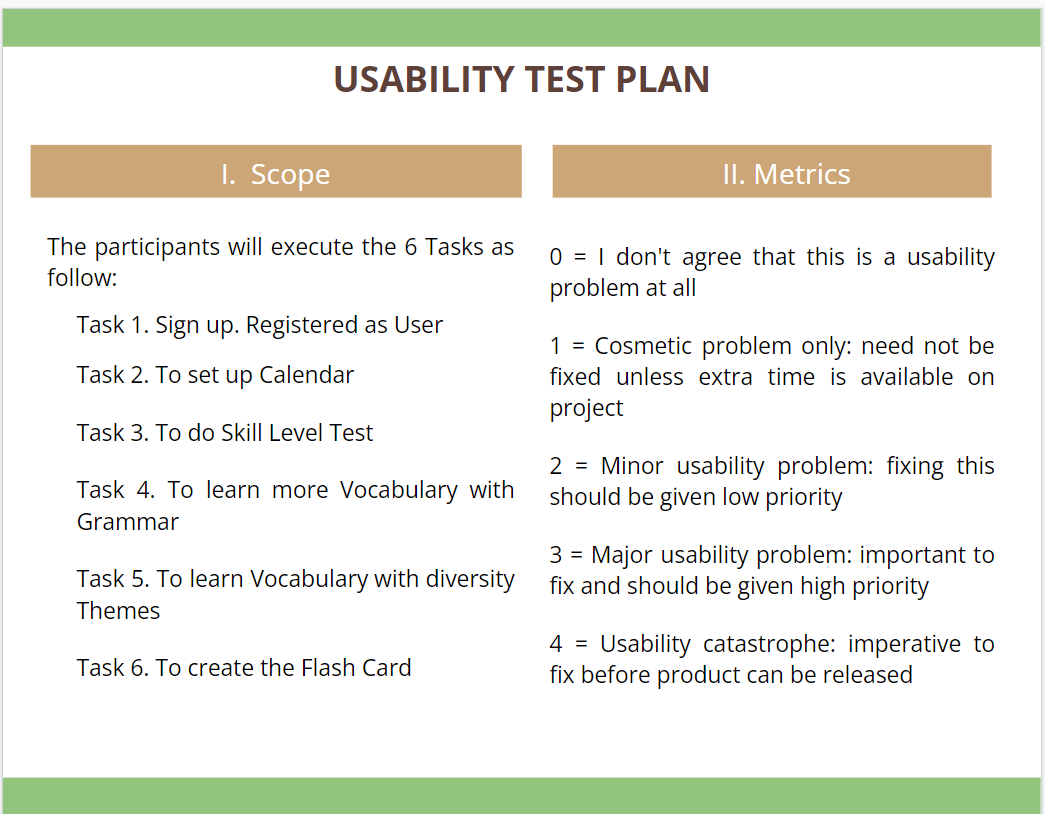 USABILITY TEST PLAN
I. Scope
The participants will execute the 6 Tasks as
follow:
Task 1. Sign up. Registered as User
Task 2. To set up Calendar
Task 3. To do Skill Level Test
Task 4. To learn more Vocabulary with
Grammar
Task 5. To learn Vocabulary with diversity
Themes
Task 6. To create the Flash Card
II. Metrics
0 = I don't agree that this is a usability
problem at all
1 = Cosmetic problem only: need not be
fixed unless extra time is available on
project
2 = Minor usability problem: fixing this
should be given low priority
3 = Major usability problem: important to
fix and should be given high priority
4 = Usability catastrophe: imperative to
fix before product can be released